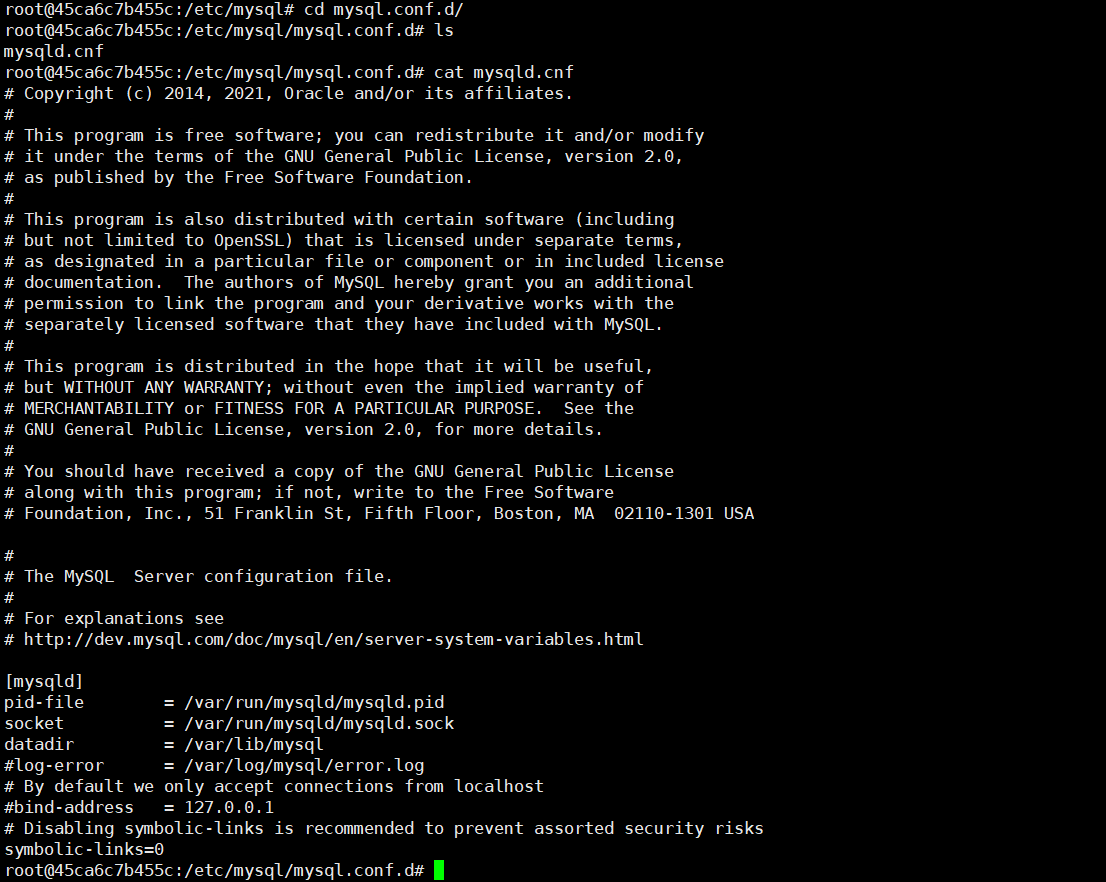 root@45ca6c7b455c:/etc/mysql# cd mysql.conf.d/
root@45ca6c7b455c:/etc/mysql/mysql.conf.d# ls
mysqld.cnf
root@45ca6c7b455c:/etc/mysql/mysql.conf.d# cat mysqld.cnf
# Copyright (c) 2014, 2021, Oracle and/or its affiliates.
#
# This program is free software; you can redistribute it and/or modify
# it under the terms of the GNU General Public License, version 2.0,
# as published by the Free Software Foundation.
#
# This program is also distributed with certain software (including
# but not limited to OpenSSL) that is licensed under separate terms,
# as designated in a particular file or component or in included license
# documentation.  The authors of MySQL hereby grant you an additional
# permission to link the program and your derivative works with the
# separately licensed software that they have included with MySQL.
#
# This program is distributed in the hope that it will be useful,
# but WITHOUT ANY WARRANTY; without even the implied warranty of
# MERCHANTABILITY or FITNESS FOR A PARTICULAR PURPOSE.  See the
# GNU General Public License, version 2.0, for more details.
#
# You should have received a copy of the GNU General Public License
# along with this program; if not, write to the Free Software
# Foundation, Inc., 51 Franklin St, Fifth Floor, Boston, MA  02110-1301 USA

#
# The MySQL  Server configuration file.
#
# For explanations see
# http://dev.mysql.com/doc/mysql/en/server-system-variables.html

[mysqld]
pid-file        = /var/run/mysqld/mysqld.pid
socket          = /var/run/mysqld/mysqld.sock
datadir         = /var/lib/mysql
#log-error      = /var/log/mysql/error.log
# By default we only accept connections from localhost
#bind-address   = 127.0.0.1
# Disabling symbolic-links is recommended to prevent assorted security risks
symbolic-links=0
root@45ca6c7b455c:/etc/mysql/mysql.conf.d#